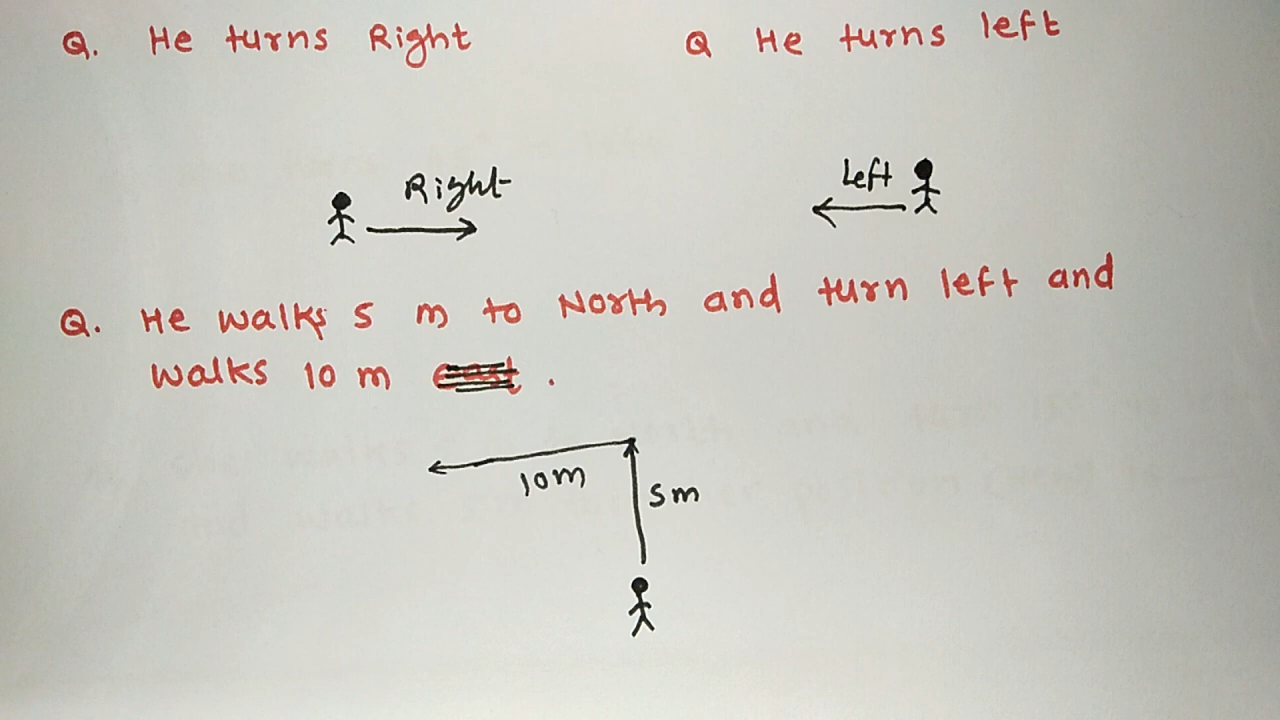 Q. He turns Right
Q He turns left
Right
Left
Q. He walks 5 m to North and turn left and
walks 10 m east .
10m
5m